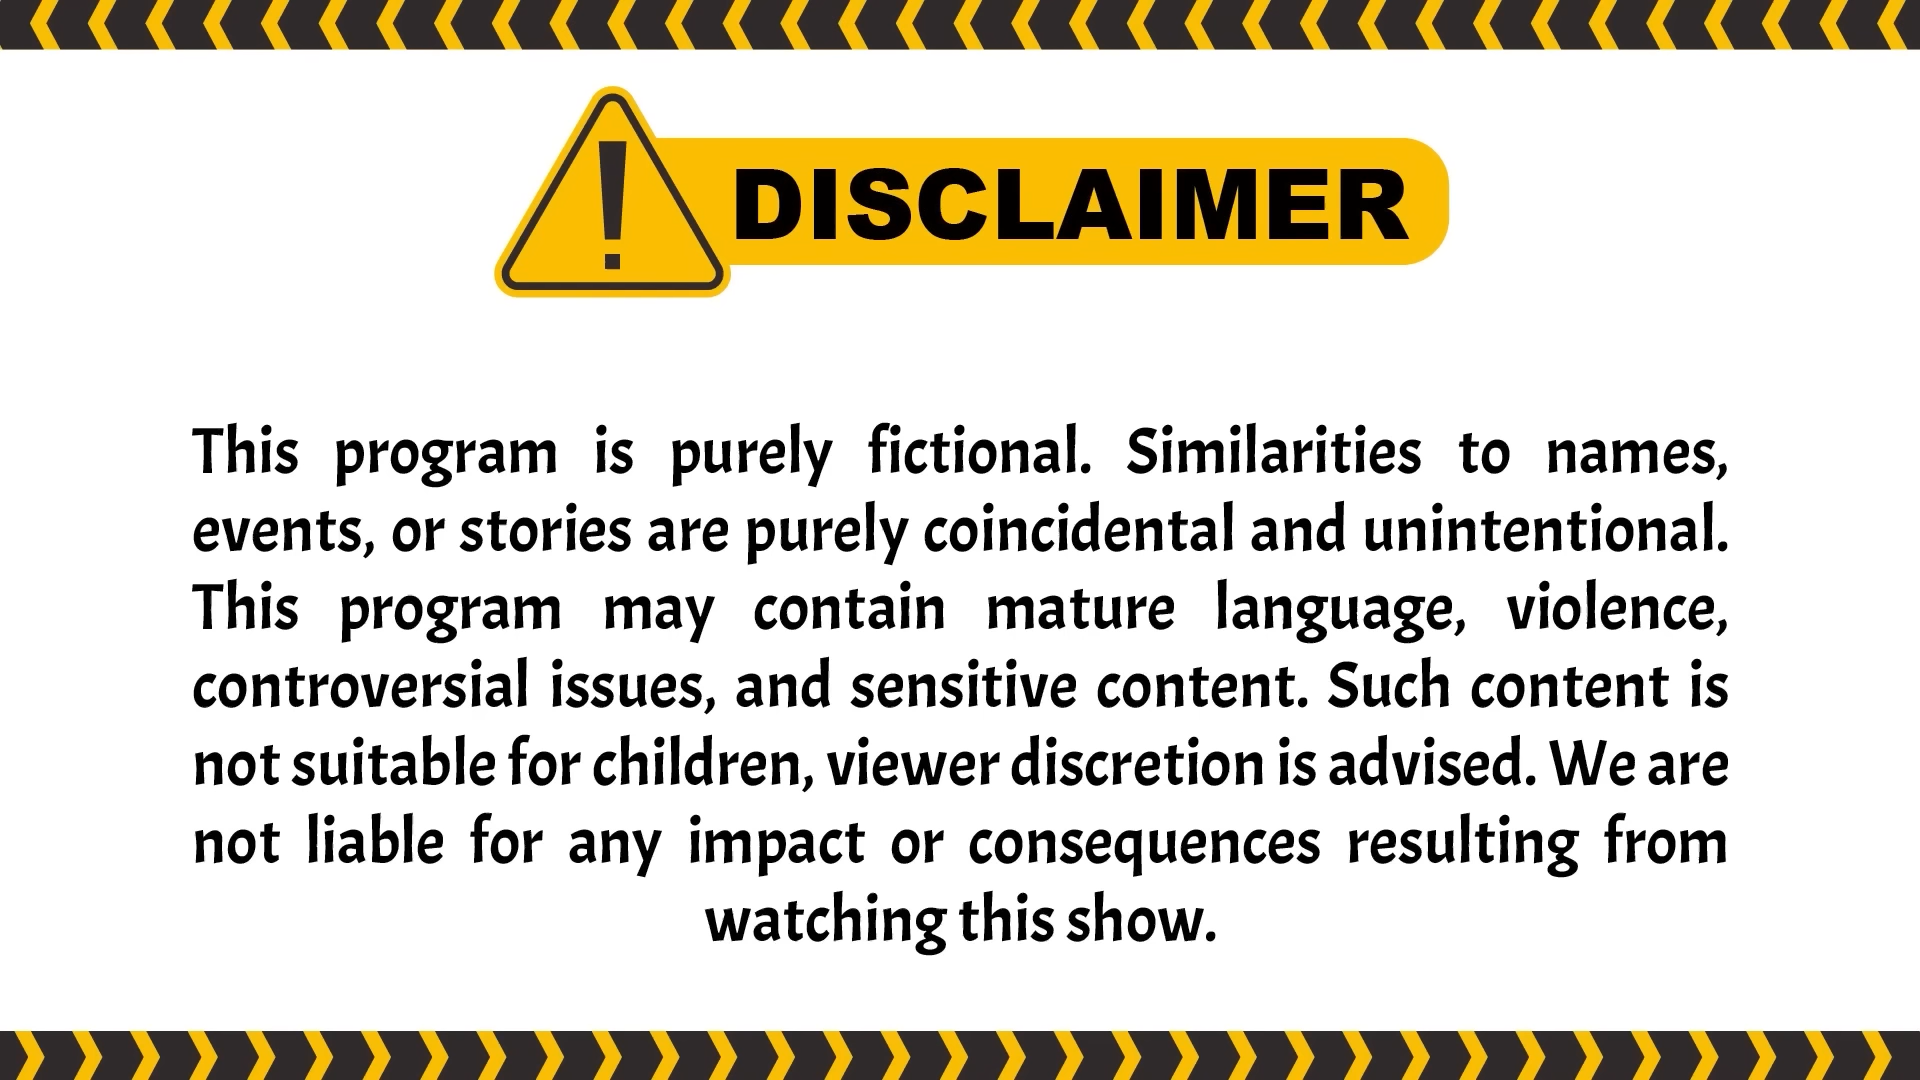 DISCLAIMER
This program is purely fictional. Similarities to names,
events, or stories are purely coincidental and unintentional.
This program may contain mature language, violence,
controversial issues, and sensitive content. Such content is
not suitable for children, viewer discretion is advised. We are
not liable for any impact or consequences resulting from
watching this show.